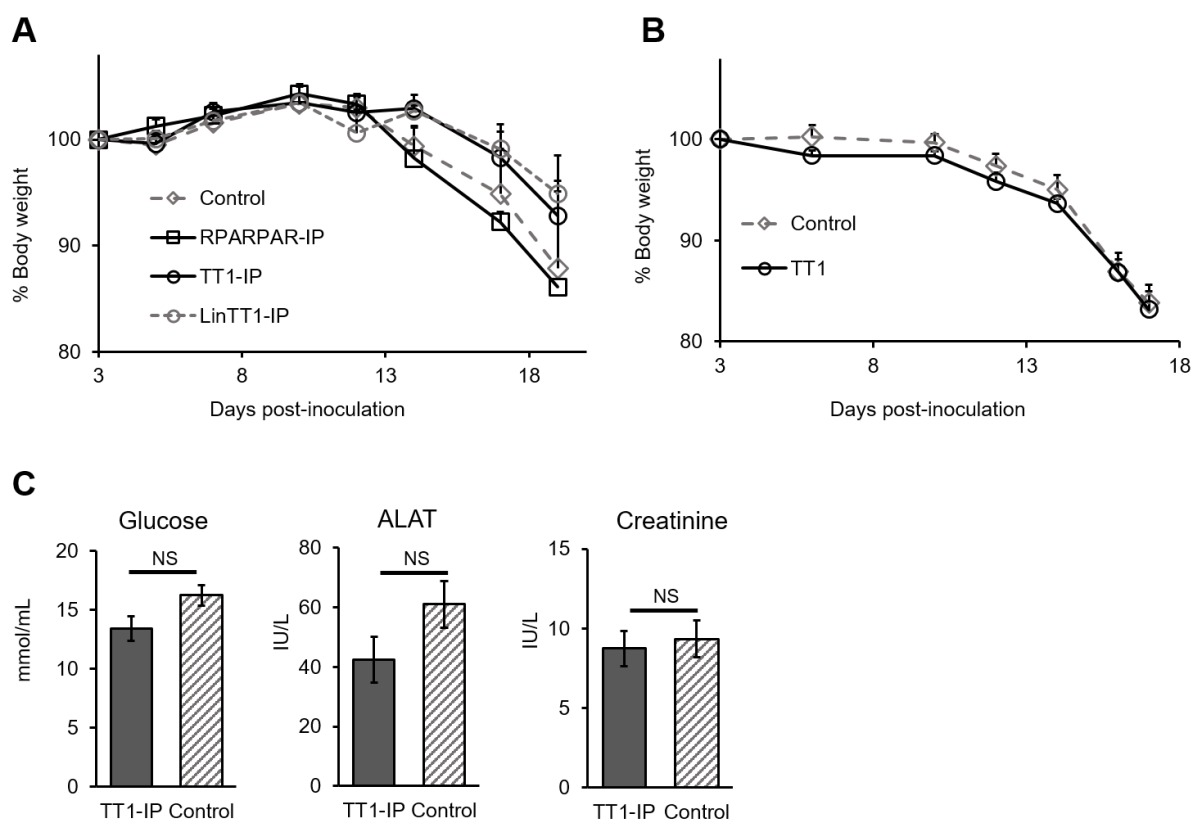 A
% Body weight
100
90
80
Control
RPARPAR-IP
TT1-IP
LinTT1-IP
3 8 13 18
Days post-inoculation
B
% Body weight
100
90
80
Control
TT1
3 8 13 18
Days post-inoculation
C
Glucose
NS
mmol/mL
20
15
10
5
0
TT1-IP Control
ALAT
NS
IU/L
80
60
40
20
0
TT1-IP Control
Creatinine
NS
IU/L
15
10
5
0
TT1-IP Control